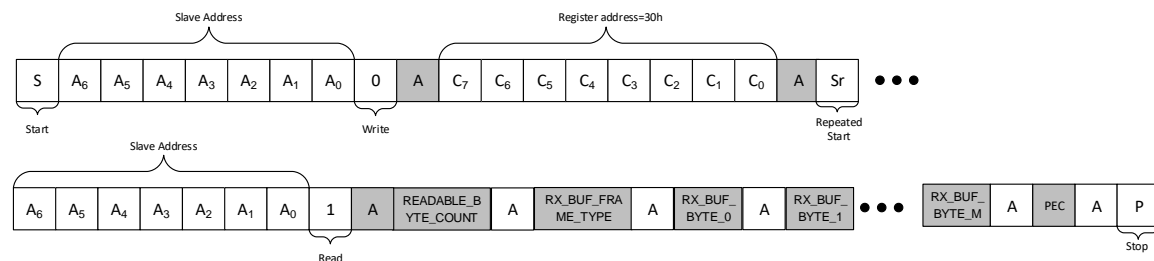 Slave Address
Register address=30h
S A₆ A₅ A₄ A₃ A₂ A₁ A₀ 0 A C₇ C₆ C₅ C₄ C₃ C₂ C₁ C₀ A Sr
Start
Write
Repeated
Start
Slave Address
A₆ A₅ A₄ A₃ A₂ A₁ A₀ 1 A READABLE_B
YTE_COUNT A RX_BUF_FRA
ME_TYPE A RX_BUF_
BYTE_0 A RX_BUF_
BYTE_1 RX_BUF_
BYTE_M A PEC A P
Read
Stop